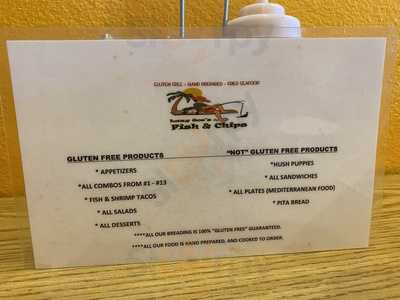 GLUTEN FREE - HAND BREADED - FRIED SEAFOOD
Fish & Chips
GLUTEN FREE PRODUCTS
* APPETIZERS
*ALL COMBOS FROM #1 - #13
* FISH & SHRIMP TACOS
* ALL SALADS
* ALL DESSERTS
"NOT" GLUTEN FREE PRODUCTS
*HUSH PUPPIES
* ALL SANDWICHES
* ALL PLATES (MEDITERRANEAN FOOD)
* PITA BREAD
****ALL OUR BREADING IS 100% "GLUTEN FREE" GUARANTEED.
****ALL OUR FOOD IS HAND PREPARED, AND COOKED TO ORDER.